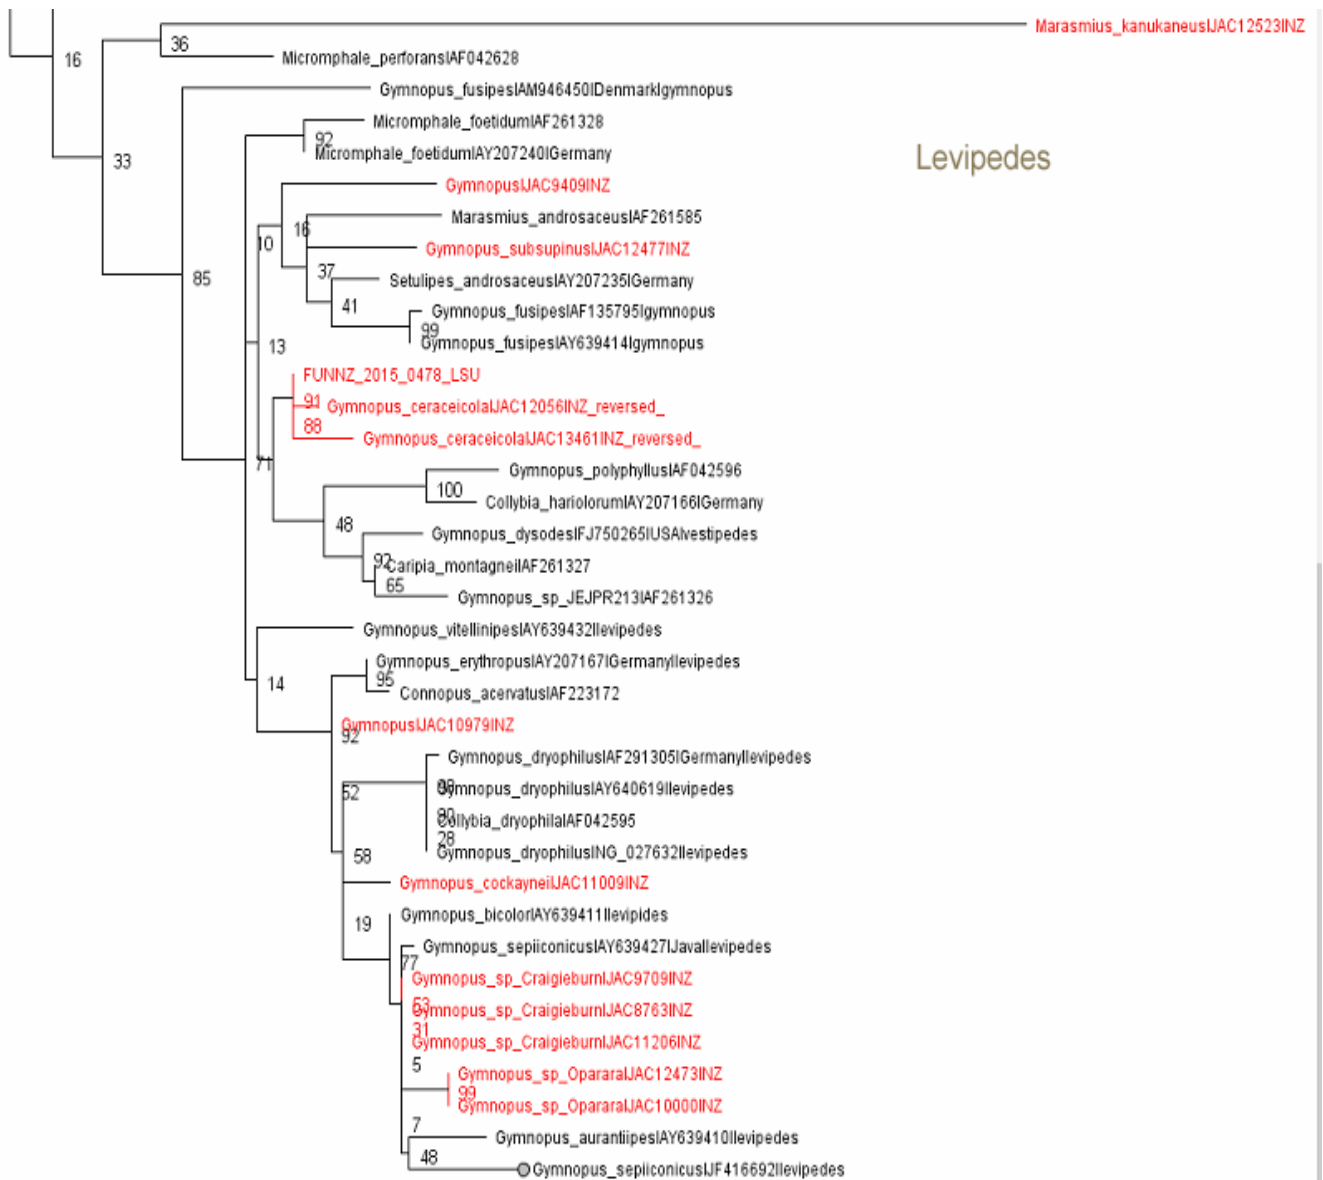 Marasmius_kanukaneus|JAC12523|NZ
36
16
Micromphale_perforans|AF042628
Gymnopus_fusipes|AM946450|Denmark|gymnopus
Micromphale_foetidum|AF261328
92
Micromphale_foetidum|AY207240|Germany
Levipedes
33
Gymnopus|JAC9409|NZ
Marasmius_androsaceus|AF261585
16
10
Gymnopus_subsupinus|JAC12477|NZ
37
85
Setulipes_androsaceus|AY207235|Germany
41
Gymnopus_fusipes|AF135795|gymnopus
99
Gymnopus_fusipes|AY639414|gymnopus
13
FUNNZ_2015_0478_LSU
91
Gymnopus_ceraceicola|JAC12056|NZ_reversed_
88
Gymnopus_ceraceicola|JAC13461|NZ_reversed_
71
Gymnopus_polyphyllus|AF042596
100
Collybia_hariolorum|AY207166|Germany
48
Gymnopus_dysodes|FJ750265|USA|vestipedes
92
Caripia_montagnei|AF261327
65
Gymnopus_sp_JEJPR213|AF261326
Gymnopus_vitellinipes|AY639432|levipedes
Gymnopus_erythropus|AY207167|Germany|levipedes
95
14
Connopus_acervatus|AF223172
Gymnopus|JAC10979|NZ
92
Gymnopus_dryophilus|AF291305|Germany|levipedes
52
Gymnopus_dryophilus|AY640619|levipedes
Collybia_dryophila|AF042595
28
Gymnopus_dryophilus|NG_027632|levipedes
58
Gymnopus_cockaynei|JAC11009|NZ
19
Gymnopus_bicolor|AY639411|levipides
Gymnopus_sepiiconicus|AY639427|Java|levipedes
77
Gymnopus_sp_Craigieburn|JAC9709|NZ
53
Gymnopus_sp_Craigieburn|JAC8763|NZ
31
Gymnopus_sp_Craigieburn|JAC11206|NZ
5
Gymnopus_sp_Oparara|JAC12473|NZ
99
Gymnopus_sp_Oparara|JAC10000|NZ
7
Gymnopus_aurantiipes|AY639410|levipedes
48
Gymnopus_sepiiconicus|JF416692|levipedes